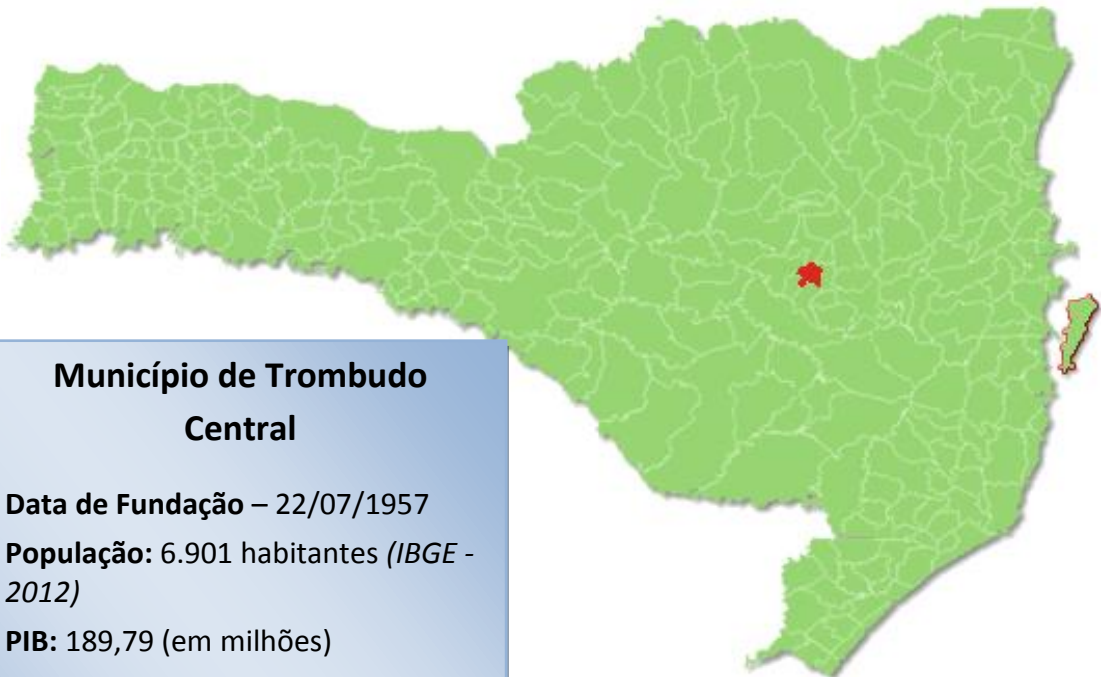 Município de Trombudo
Central
Data de Fundação – 22/07/1957
População: 6.901 habitantes (IBGE -
2012)
PIB: 189,79 (em milhões)